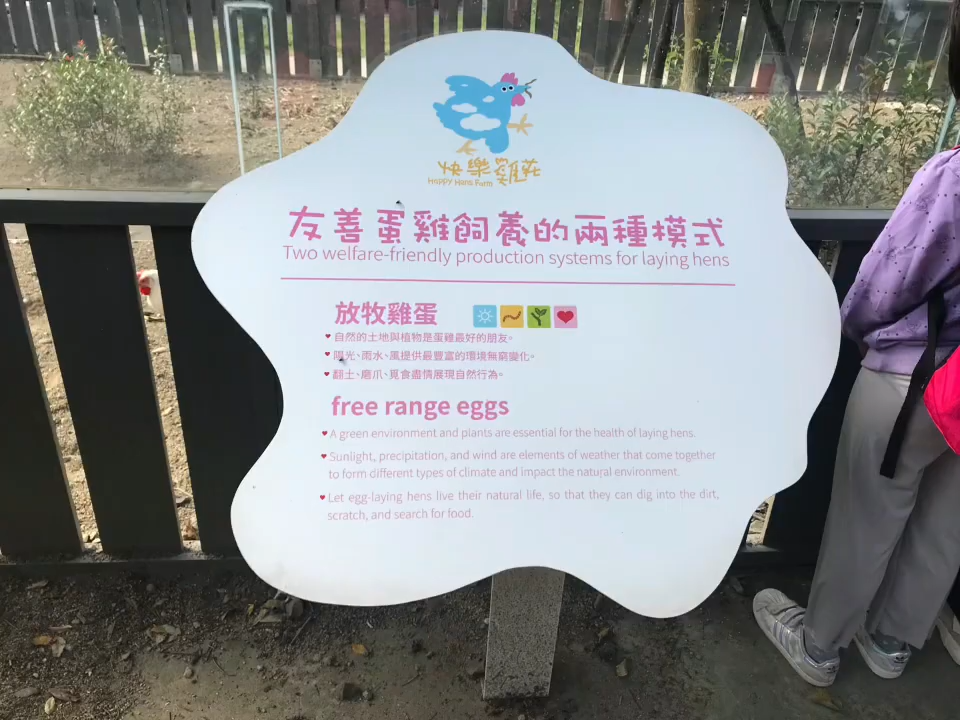 快樂雞莊
Happy Hens Farm
友善蛋雞飼養的兩種模式
Two welfare-friendly production systems for laying hens
放牧雞蛋
♥自然的土地與植物是蛋雞最好的朋友。
♥陽光、雨水、風提供最豐富的環境無窮變化。
♥翻土、磨爪、覓食盡情展現自然行為。
free range eggs
♥A green environment and plants are essential for the health of laying hens.
♥Sunlight, precipitation, and wind are elements of weather that come together
to form different types of climate and impact the natural environment.
♥Let egg-laying hens live their natural life, so that they can dig into the dirt,
scratch, and search for food.